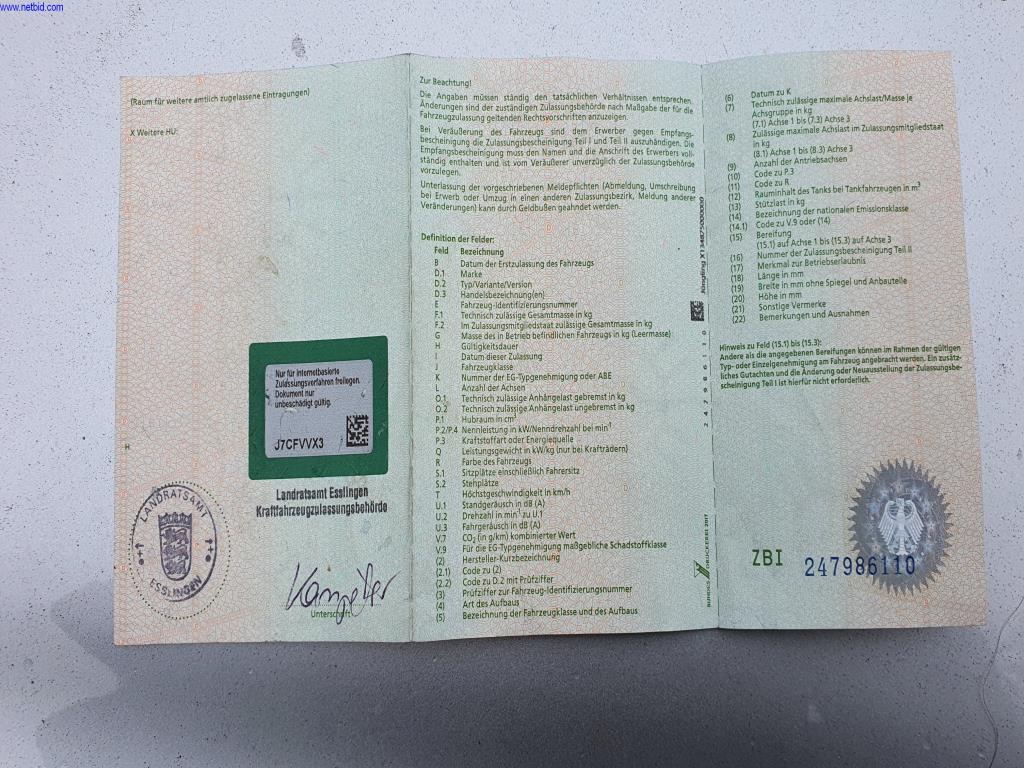 www.netbid.com
(Raum für weitere amtlich zugelassene Eintragungen)
X Weitere HU:
Nur für internetbasierte
Zulassungsverfahren freilegen.
Dokument nur
unbeschädigt gültig.
J7CFVVX3
H
Landratsamt Esslingen
Kraftfahrzeugzulassungsbehörde
LANDRATSAMT
ESSLINGEN
Unterschrift
Zur Beachtung!
Die Angaben müssen ständig den tatsächlichen Verhältnissen entsprechen.
Änderungen sind der zuständigen Zulassungsbehörde nach Maßgabe der für die
Fahrzeugzulassung geltenden Rechtsvorschriften anzuzeigen.
Bei Veräußerung des Fahrzeugs sind dem Erwerber gegen Empfangs-
bescheinigung die Zulassungsbescheinigung Teil I und Teil II auszuhändigen. Die
Empfangsbescheinigung muss den Namen und die Anschrift des Erwerbers voll-
ständig enthalten und ist vom Veräußerer unverzüglich der Zulassungsbehörde
vorzulegen.
Unterlassung der vorgeschriebenen Meldepflichten (Abmeldung, Umschreibung
bei Erwerb oder Umzug in einen anderen Zulassungsbezirk, Meldung anderer
Veränderungen) kann durch Geldbußen geahndet werden.
Definition der Felder:
Feld Bezeichnung
B Datum der Erstzulassung des Fahrzeugs
D.1 Marke
D.2 Typ/Variante/Version
D.3 Handelsbezeichnung(en)
E Fahrzeug-Identifizierungsnummer
F.1 Technisch zulässige Gesamtmasse in kg
F.2 Im Zulassungsmitgliedstaat zulässige Gesamtmasse in kg
G Masse des in Betrieb befindlichen Fahrzeugs in kg (Leermasse)
H Gültigkeitsdauer
I Datum dieser Zulassung
J Fahrzeugklasse
K Nummer der EG-Typgenehmigung oder ABE
L Anzahl der Achsen
O.1 Technisch zulässige Anhängelast gebremst in kg
O.2 Technisch zulässige Anhängelast ungebremst in kg
P.1 Hubraum in cm³
P.2/P.4 Nennleistung in kW/Nenndrehzahl bei min⁻¹
P.3 Kraftstoffart oder Energiequelle
Q Leistungsgewicht in kW/kg (nur bei Krafträdern)
R Farbe des Fahrzeugs
S.1 Sitzplätze einschließlich Fahrersitz
S.2 Stehplätze
T Höchstgeschwindigkeit in km/h
U.1 Standgeräusch in dB (A)
U.2 Drehzahl in min⁻¹ zu U.1
U.3 Fahrgeräusch in dB (A)
V.7 CO₂ (in g/km) kombinierter Wert
V.9 Für die EG-Typgenehmigung maßgebliche Schadstoffklasse
(2) Hersteller-Kurzbezeichnung
(2.1) Code zu (2)
(2.2) Code zu D.2 mit Prüfziffer
(3) Prüfziffer zur Fahrzeug-Identifizierungsnummer
(4) Art des Aufbaus
(5) Bezeichnung der Fahrzeugklasse und des Aufbaus
247986110
(6) Datum zu K
(7) Technisch zulässige maximale Achslast/Masse je
Achsgruppe in kg
(7.1) Achse 1 bis (7.3) Achse 3
(8) Zulässige maximale Achslast im Zulassungsmitgliedstaat
in kg
(8.1) Achse 1 bis (8.3) Achse 3
(9) Anzahl der Antriebsachsen
(10) Code zu P.3
(11) Code zu R
(12) Rauminhalt des Tanks bei Tankfahrzeugen in m³
(13) Stützlast in kg
(14) Bezeichnung der nationalen Emissionsklasse
(14.1) Code zu V.9 oder (14)
(15) Bereifung
(15.1) auf Achse 1 bis (15.3) auf Achse 3
(16) Nummer der Zulassungsbescheinigung Teil II
(17) Merkmal zur Betriebserlaubnis
(18) Länge in mm
(19) Breite in mm ohne Spiegel und Anbauteile
(20) Höhe in mm
(21) Sonstige Vermerke
(22) Bemerkungen und Ausnahmen
Hinweis zu Feld (15.1) bis (15.3):
Andere als die angegebenen Bereifungen können im Rahmen der gültigen
Typ- oder Einzelgenehmigung am Fahrzeug angebracht werden. Ein zusätz-
liches Gutachten und die Änderung oder Neuausstellung der Zulassungsbe-
scheinigung Teil I ist hierfür nicht erforderlich.
ZBI 247986110